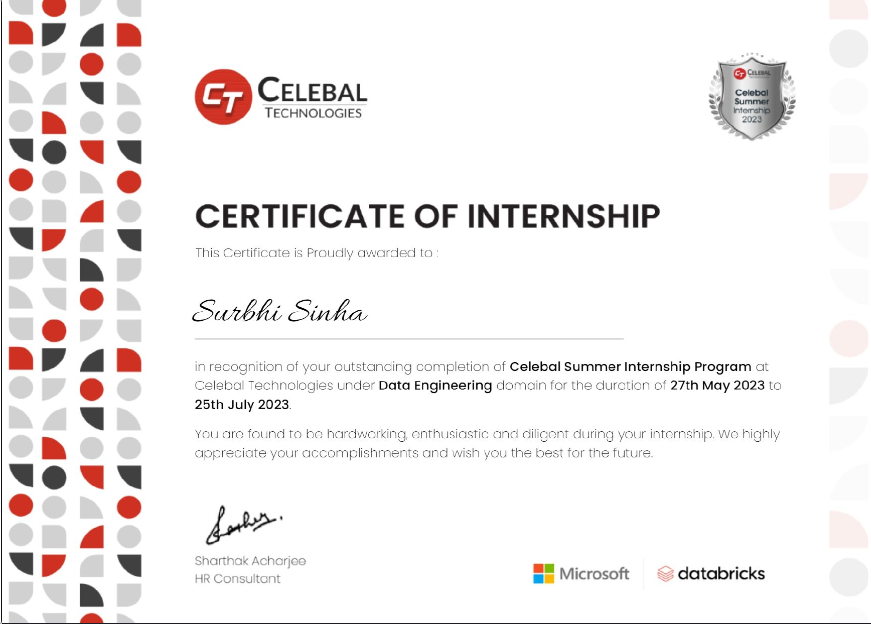 CT CELEBAL
TECHNOLOGIES
CT CELEBAL
Celebal
Summer
Internship
2023
CERTIFICATE OF INTERNSHIP
This Certificate is Proudly awarded to :
Surbhi Sinha
in recognition of your outstanding completion of Celebal Summer Internship Program at
Celebal Technologies under Data Engineering domain for the duration of 27th May 2023 to
25th July 2023.
You are found to be hardworking, enthusiastic and diligent during your internship. We highly
appreciate your accomplishments and wish you the best for the future.
Sharthak Acharjee
HR Consultant
Microsoft
databricks